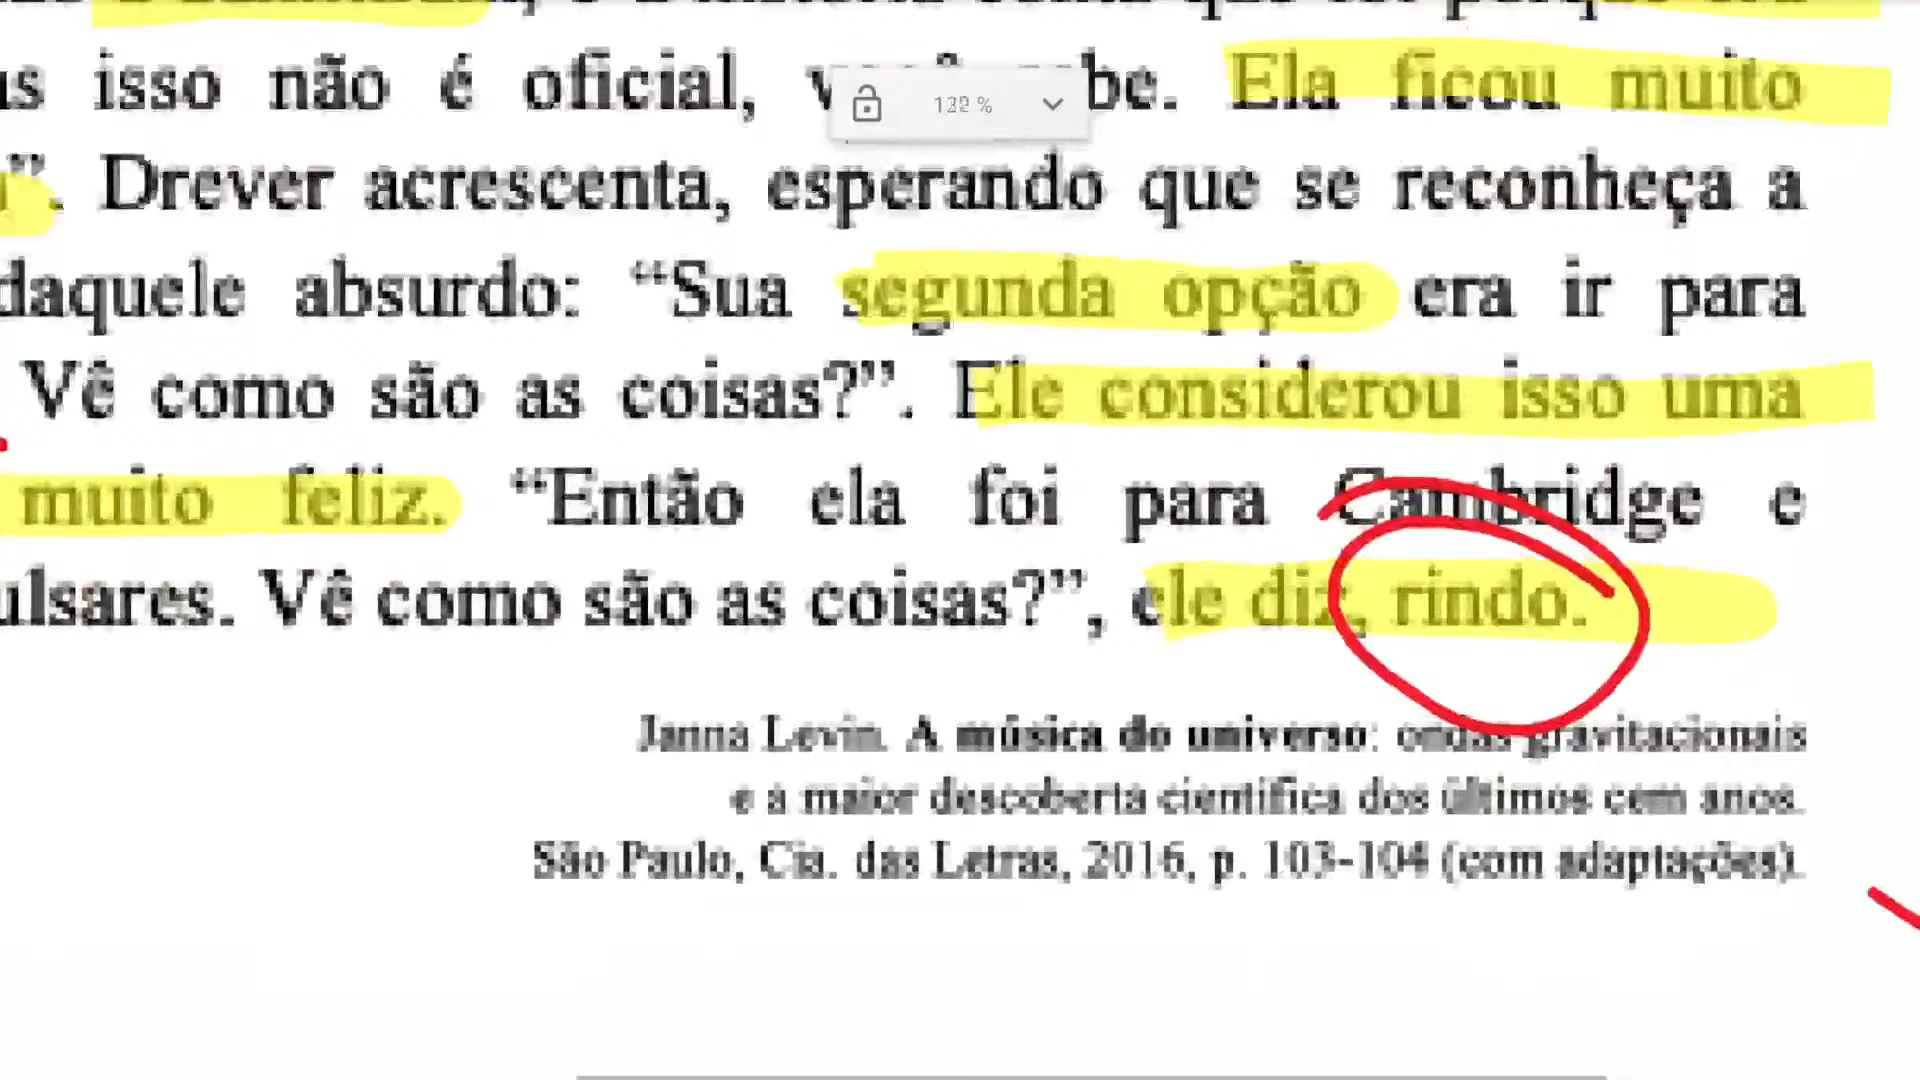 as isso não é oficial, be. Ela ficou muito
”. Drever acrescenta, esperando que se reconheça a
daquele absurdo: “Sua segunda opção era ir para
Vê como são as coisas?”. Ele considerou isso uma
muito feliz. “Então ela foi para Cambridge e
ulsares. Vê como são as coisas?”, ele diz, rindo.
Janna Levin. A música do universo: ondas gravitacionais
e a maior descoberta científica dos últimos cem anos.
São Paulo, Cia. das Letras, 2016, p. 103-104 (com adaptações).